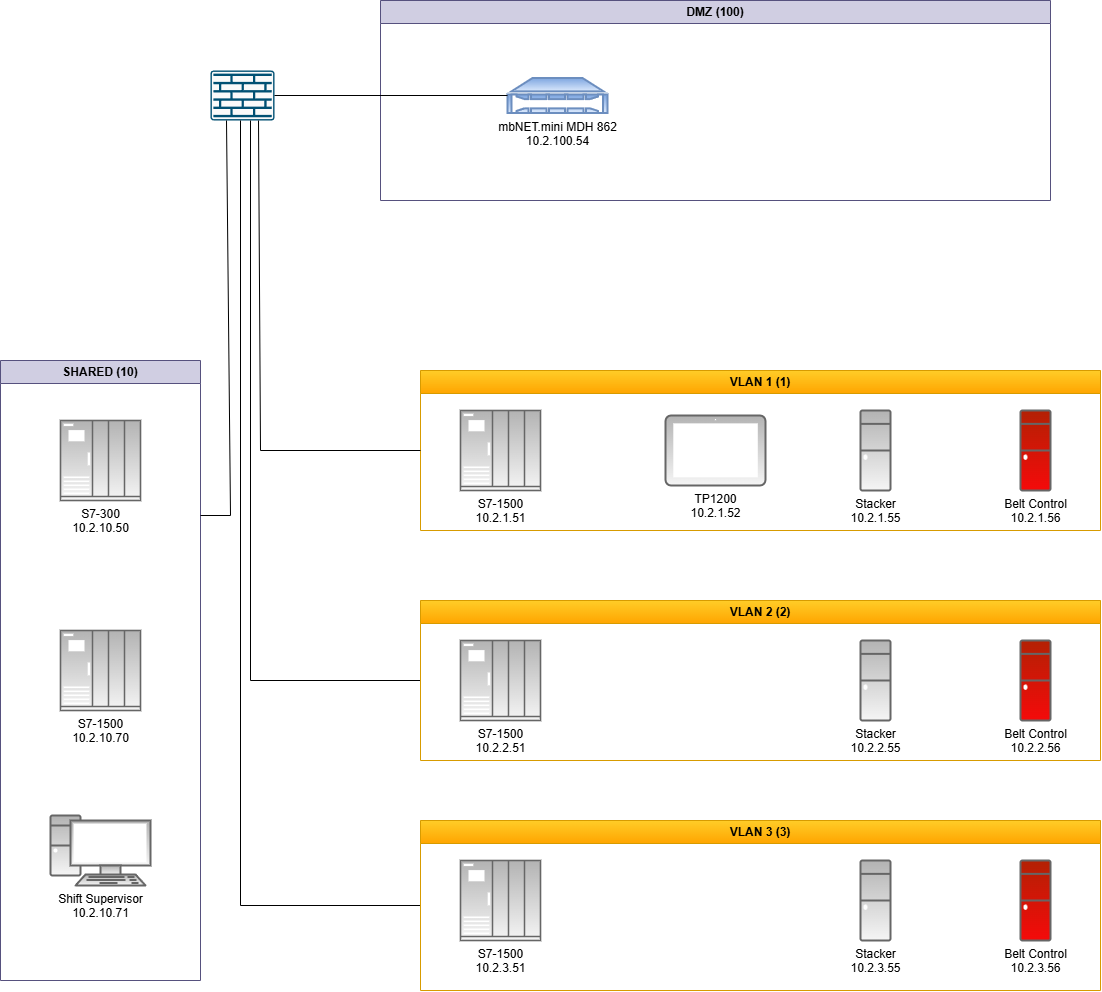 DMZ (100)
mbNET.mini MDH 862
10.2.100.54
SHARED (10)
S7-300
10.2.10.50
S7-1500
10.2.10.70
Shift Supervisor
10.2.10.71
VLAN 1 (1)
S7-1500
10.2.1.51
TP1200
10.2.1.52
Stacker
10.2.1.55
Belt Control
10.2.1.56
VLAN 2 (2)
S7-1500
10.2.2.51
Stacker
10.2.2.55
Belt Control
10.2.2.56
VLAN 3 (3)
S7-1500
10.2.3.51
Stacker
10.2.3.55
Belt Control
10.2.3.56